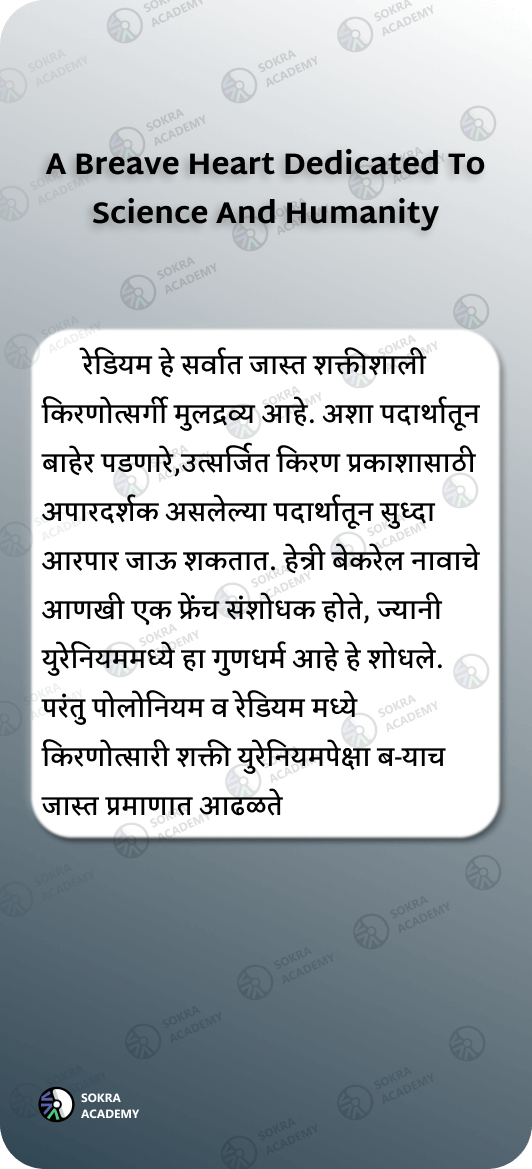 A Breave Heart Dedicated To
Science And Humanity
रेडियम हे सर्वात जास्त शक्तीशाली
किरणोत्सर्गी मुलद्रव्य आहे. अशा पदार्थातून
बाहेर पडणारे,उत्सर्जित किरण प्रकाशासाठी
अपारदर्शक असलेल्या पदार्थातून सुध्दा
आरपार जाऊ शकतात. हेन्री बेकरेल नावाचे
आणखी एक फ्रेंच संशोधक होते, ज्यानी
युरेनियममध्ये हा गुणधर्म आहे हे शोधले.
परंतु पोलोनियम व रेडियम मध्ये
किरणोत्सारी शक्ती युरेनियमपेक्षा ब-याच
जास्त प्रमाणात आढळते
SOKRA
ACADEMY